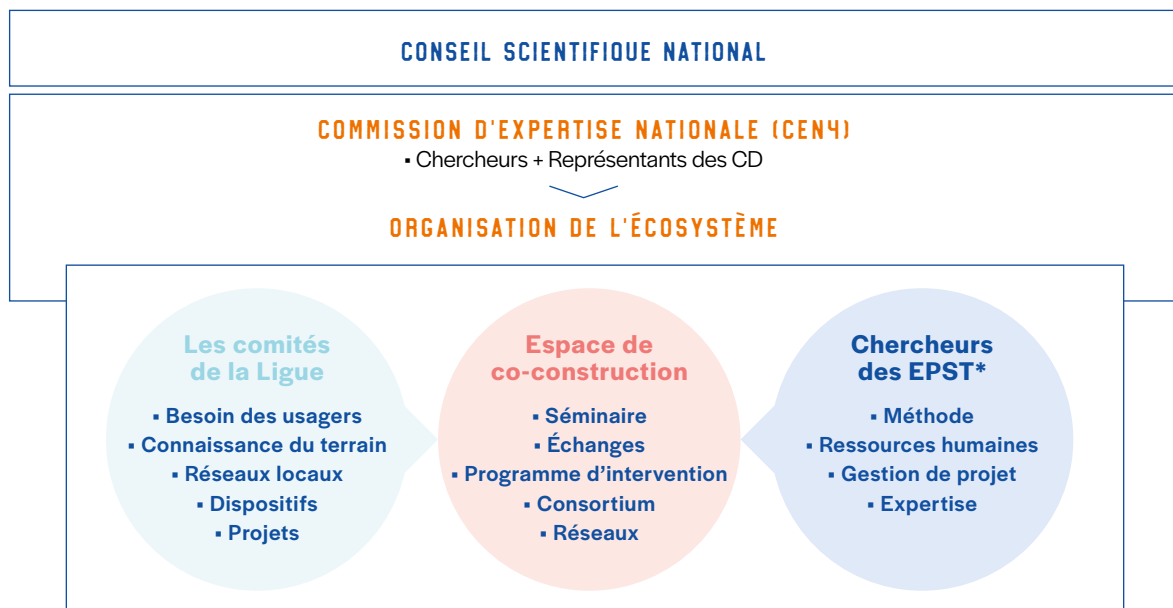 CONSEIL SCIENTIFIQUE NATIONAL
COMMISSION D'EXPERTISE NATIONALE (CEN4)
▪ Chercheurs + Représentants des CD
ORGANISATION DE L'ÉCOSYSTÈME
Les comités
de la Ligue
▪ Besoin des usagers
▪ Connaissance du terrain
▪ Réseaux locaux
▪ Dispositifs
▪ Projets
Espace de
co-construction
▪ Séminaire
▪ Échanges
▪ Programme d'intervention
▪ Consortium
▪ Réseaux
Chercheurs
des EPST*
▪ Méthode
▪ Ressources humaines
▪ Gestion de projet
▪ Expertise